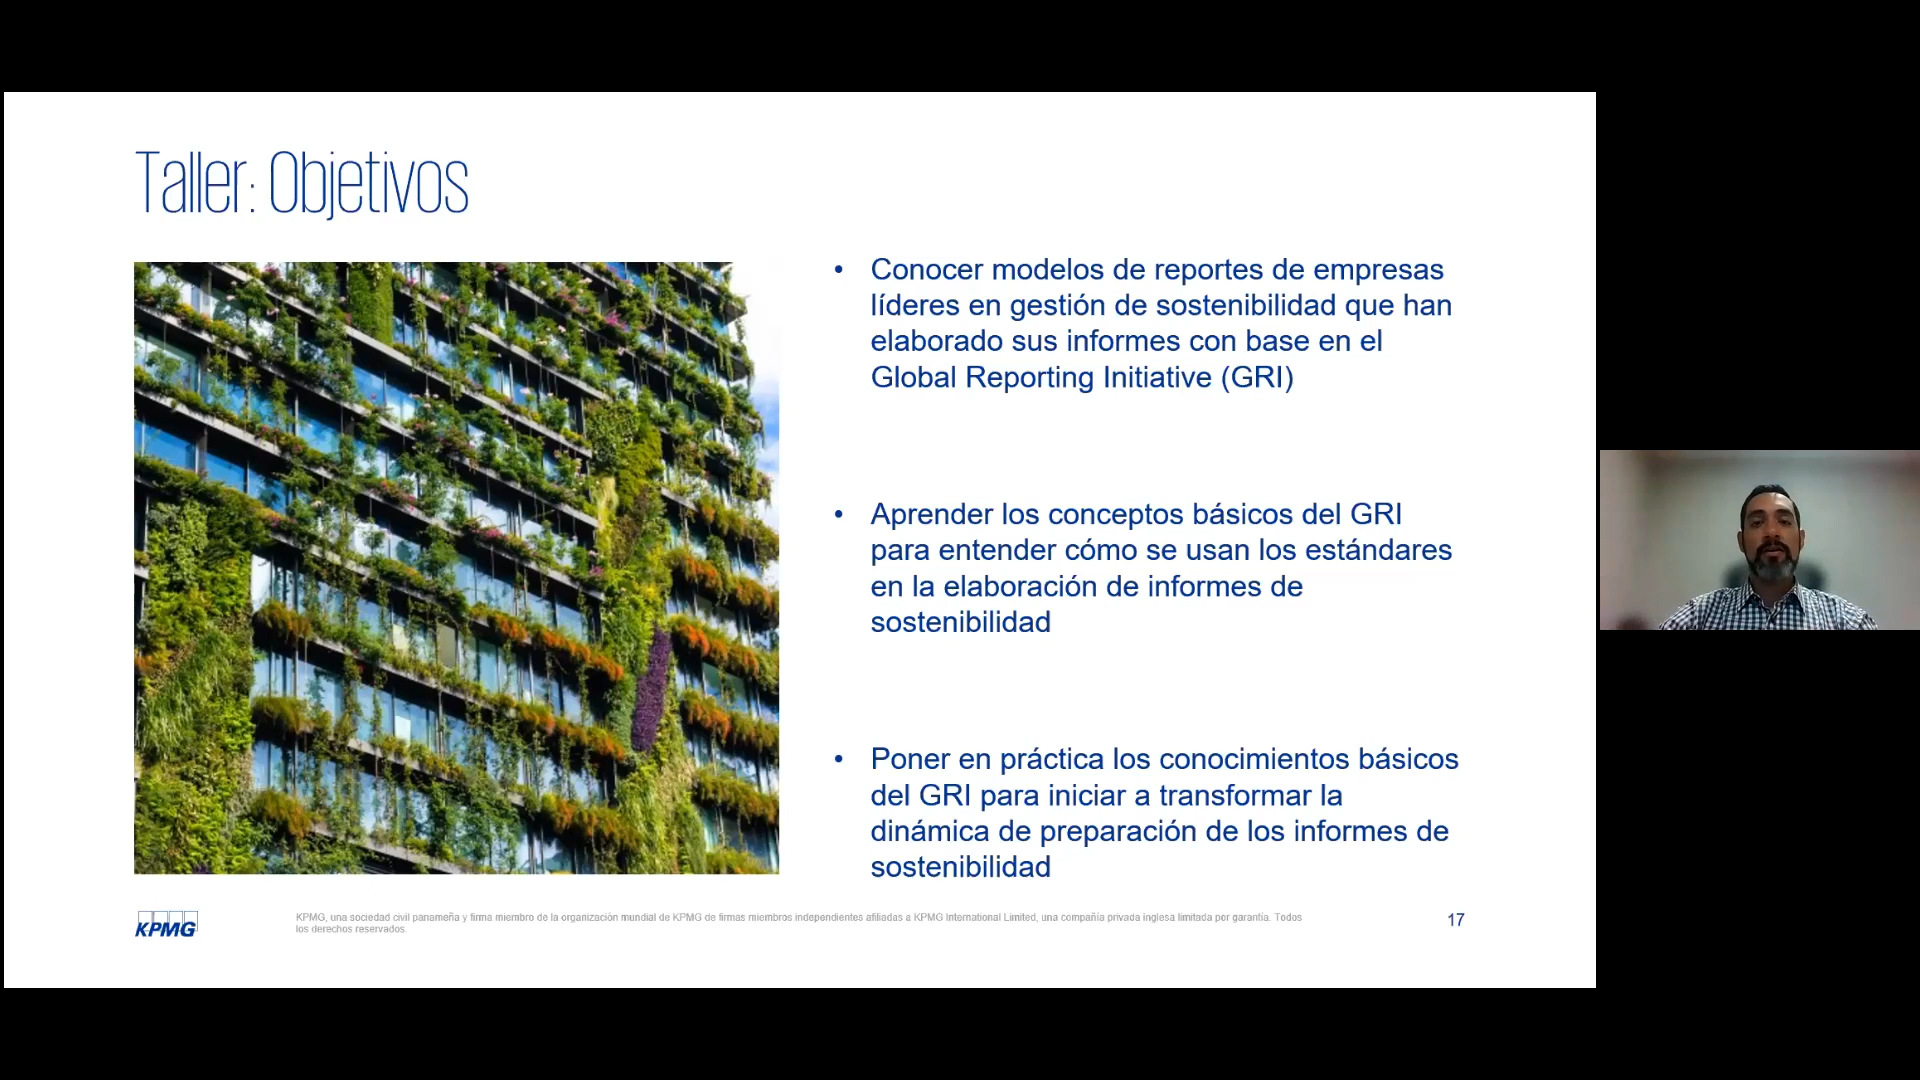 Taller: Objetivos
• Conocer modelos de reportes de empresas
líderes en gestión de sostenibilidad que han
elaborado sus informes con base en el
Global Reporting Initiative (GRI)
• Aprender los conceptos básicos del GRI
para entender cómo se usan los estándares
en la elaboración de informes de
sostenibilidad
• Poner en práctica los conocimientos básicos
del GRI para iniciar a transformar la
dinámica de preparación de los informes de
sostenibilidad
KPMG
KPMG, una sociedad civil panameña y firma miembro de la organización mundial de KPMG de firmas miembros independientes afiliadas a KPMG International Limited, una compañía privada inglesa limitada por garantía. Todos
los derechos reservados.
17